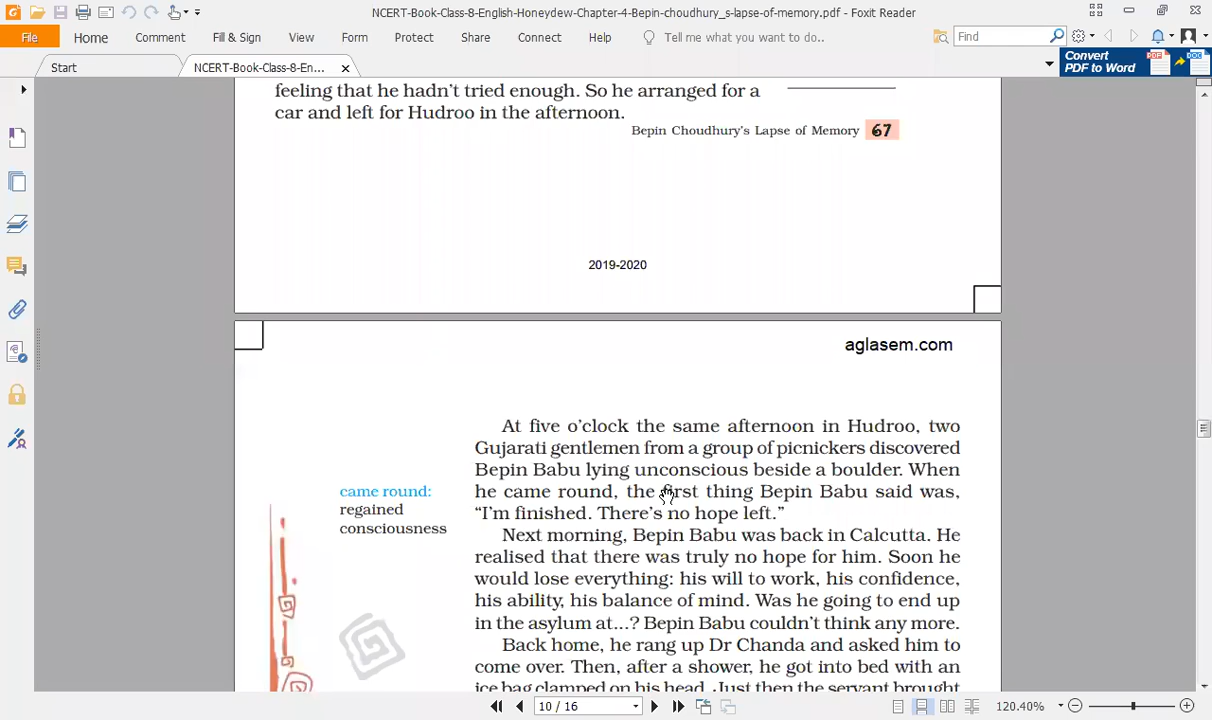 NCERT-Book-Class-8-English-Honeydew-Chapter-4-Bepin-choudhury_s-lapse-of-memory.pdf - Foxit Reader
File Home Comment Fill & Sign View Form Protect Share Connect Help Tell me what you want to do.. Find
Start NCERT-Book-Class-8-En...
Convert
PDF to Word
feeling that he hadn't tried enough. So he arranged for a
car and left for Hudroo in the afternoon.
Bepin Choudhury's Lapse of Memory 67
2019-2020
aglasem.com
At five o'clock the same afternoon in Hudroo, two
Gujarati gentlemen from a group of picnickers discovered
Bepin Babu lying unconscious beside a boulder. When
he came round, the first thing Bepin Babu said was,
"I'm finished. There's no hope left."
came round:
regained
consciousness
Next morning, Bepin Babu was back in Calcutta. He
realised that there was truly no hope for him. Soon he
would lose everything: his will to work, his confidence,
his ability, his balance of mind. Was he going to end up
in the asylum at...? Bepin Babu couldn't think any more.
Back home, he rang up Dr Chanda and asked him to
come over. Then, after a shower, he got into bed with an
ice bag clamped on his head. Just then the servant brought
10 / 16
120.40%